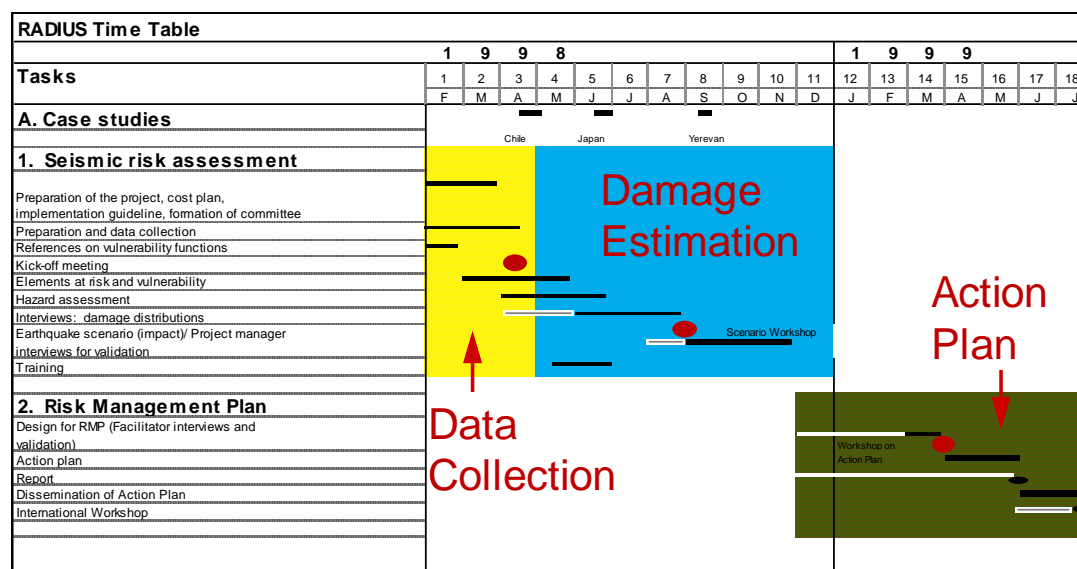 RADIUS Time Table
1 9 9 8 1 9 9 9
Tasks 1 2 3 4 5 6 7 8 9 10 11 12 13 14 15 16 17 18
F M A M J J A S O N D J F M A M J J
A. Case studies
Chile Japan Yerevan
1. Seismic risk assessment
Damage
Estimation
Preparation of the project, cost plan,
implementation guideline, formation of committee
Preparation and data collection
References on vulnerability functions
Kick-off meeting
Elements at risk and vulnerability
Hazard assessment
Interviews: damage distributions
Earthquake scenario (impact)/ Project manager
interviews for validation
Scenario Workshop
Training
Action
Plan
2. Risk Management Plan
Data
Collection
Design for RMP (Facilitator interviews and
validation)
Workshop on
Action Plan
Action plan
Report
Dissemination of Action Plan
International Workshop